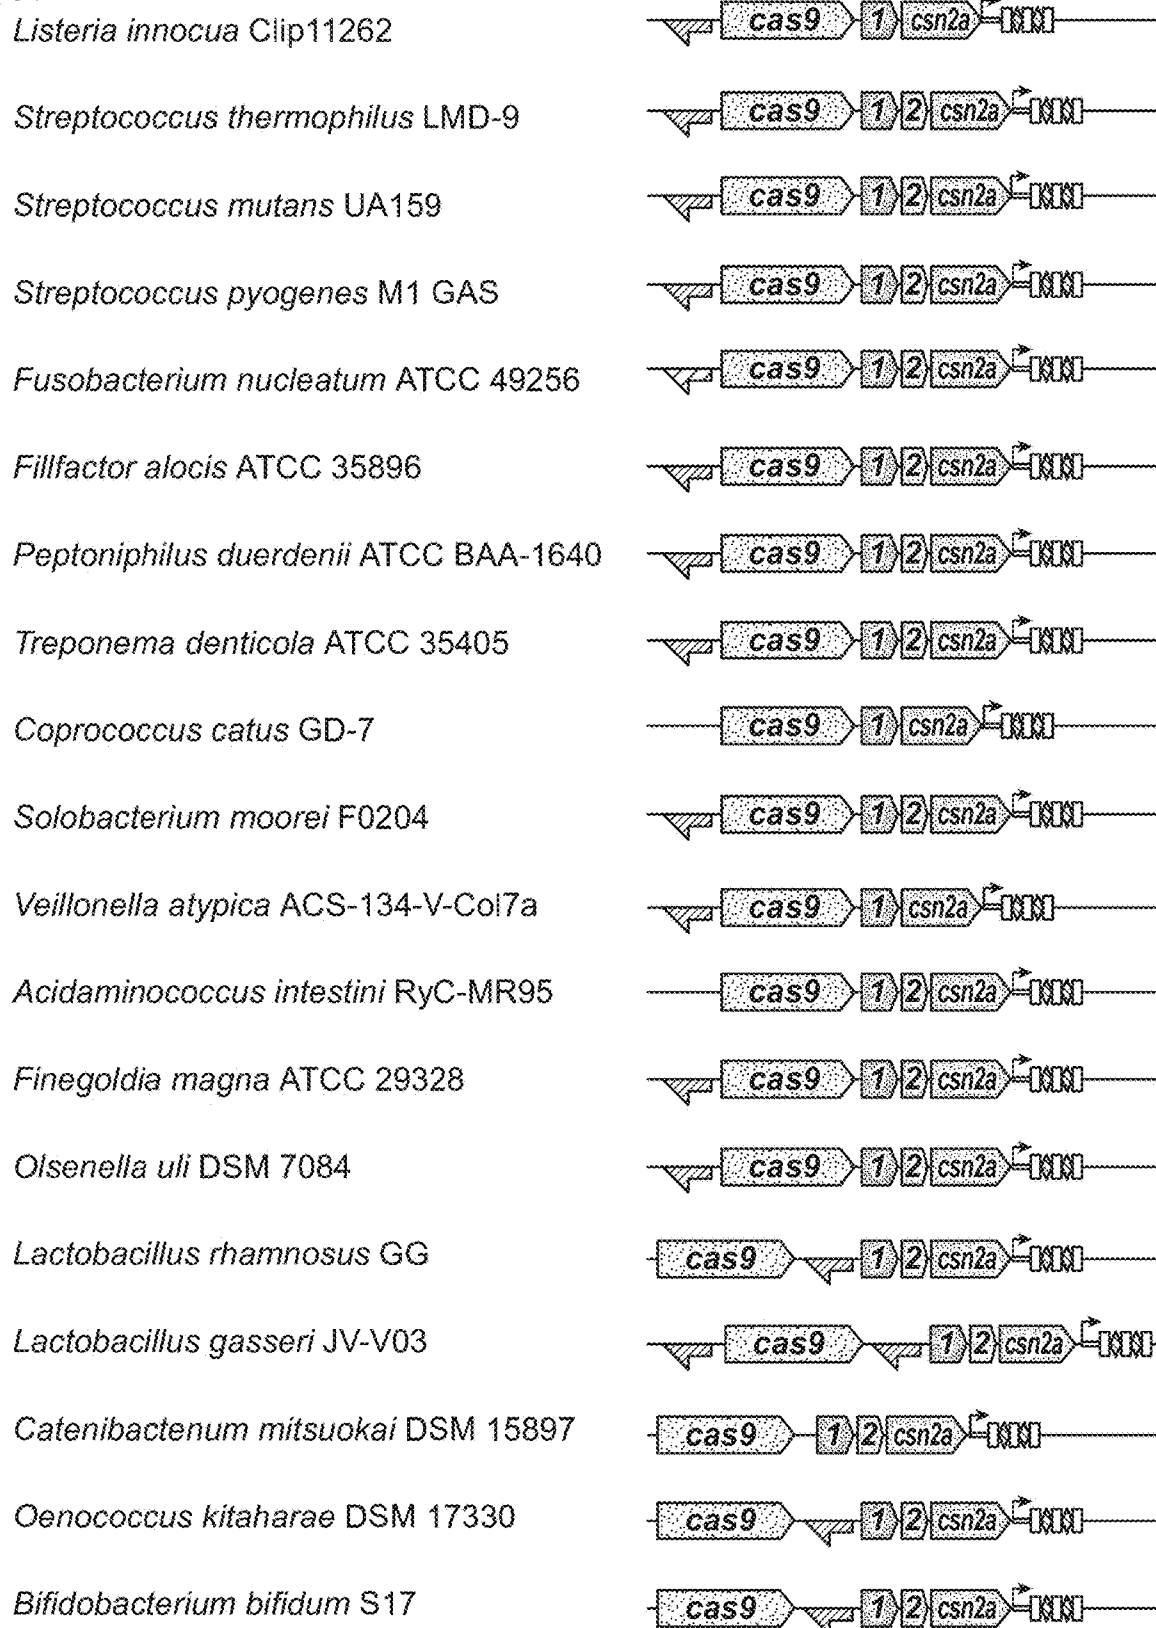 Listeria innocua Clip11262 cas9 1 csn2a
Streptococcus thermophilus LMD-9 cas9 1 2 csn2a
Streptococcus mutans UA159 cas9 1 2 csn2a
Streptococcus pyogenes M1 GAS cas9 1 2 csn2a
Fusobacterium nucleatum ATCC 49256 cas9 1 2 csn2a
Fillfactor alocis ATCC 35896 cas9 1 2 csn2a
Peptoniphilus duerdenii ATCC BAA-1640 cas9 1 2 csn2a
Treponema denticola ATCC 35405 cas9 1 2 csn2a
Coprococcus catus GD-7 cas9 1 csn2a
Solobacterium moorei F0204 cas9 1 2 csn2a
Veillonella atypica ACS-134-V-Col7a cas9 1 csn2a
Acidaminococcus intestini RyC-MR95 cas9 1 2 csn2a
Finegoldia magna ATCC 29328 cas9 1 2 csn2a
Olsenella uli DSM 7084 cas9 1 2 csn2a
Lactobacillus rhamnosus GG cas9 1 2 csn2a
Lactobacillus gasseri JV-V03 cas9 1 2 csn2a
Catenibactenum mitsuokai DSM 15897 cas9 1 2 csn2a
Oenococcus kitaharae DSM 17330 cas9 1 2 csn2a
Bifidobacterium bifidum S17 cas9 1 2 csn2a